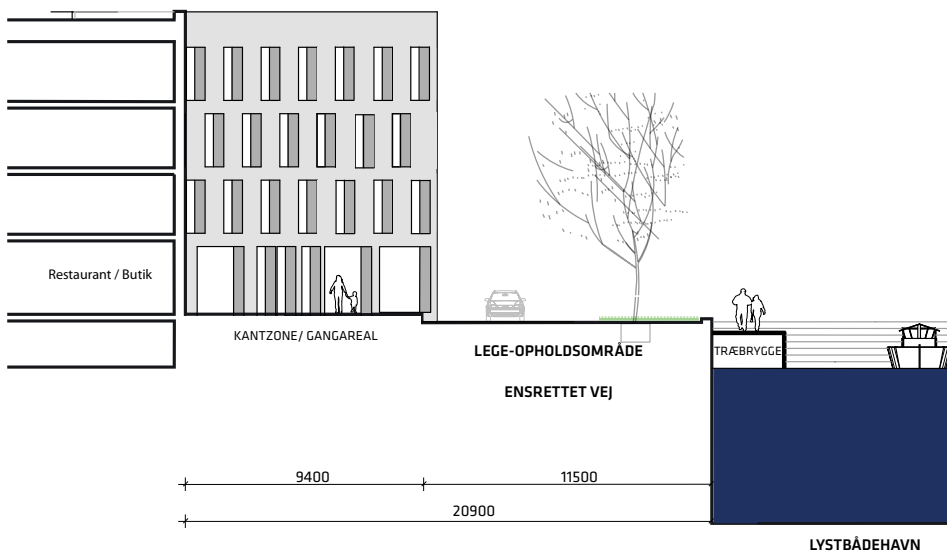 Restaurant / Butik
KANTZONE/ GANGAREAL
LEGE-OPHOLDSOMRÅDE
TRÆBRYGGE
ENSRETTET VEJ
9400
11500
20900
LYSTBÅDEHAVN